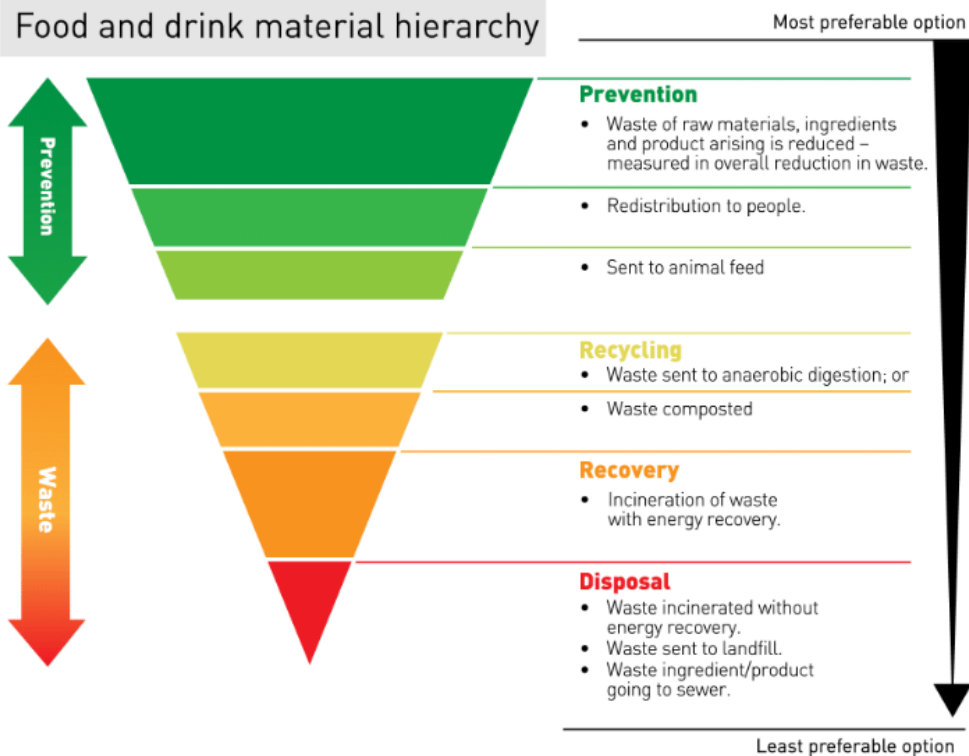 Food and drink material hierarchy
Most preferable option
Prevention
Prevention
• Waste of raw materials, ingredients
and product arising is reduced –
measured in overall reduction in waste.
• Redistribution to people.
• Sent to animal feed
Waste
Recycling
• Waste sent to anaerobic digestion; or
• Waste composted
Recovery
• Incineration of waste
with energy recovery.
Disposal
• Waste incinerated without
energy recovery.
• Waste sent to landfill.
• Waste ingredient/product
going to sewer.
Least preferable option